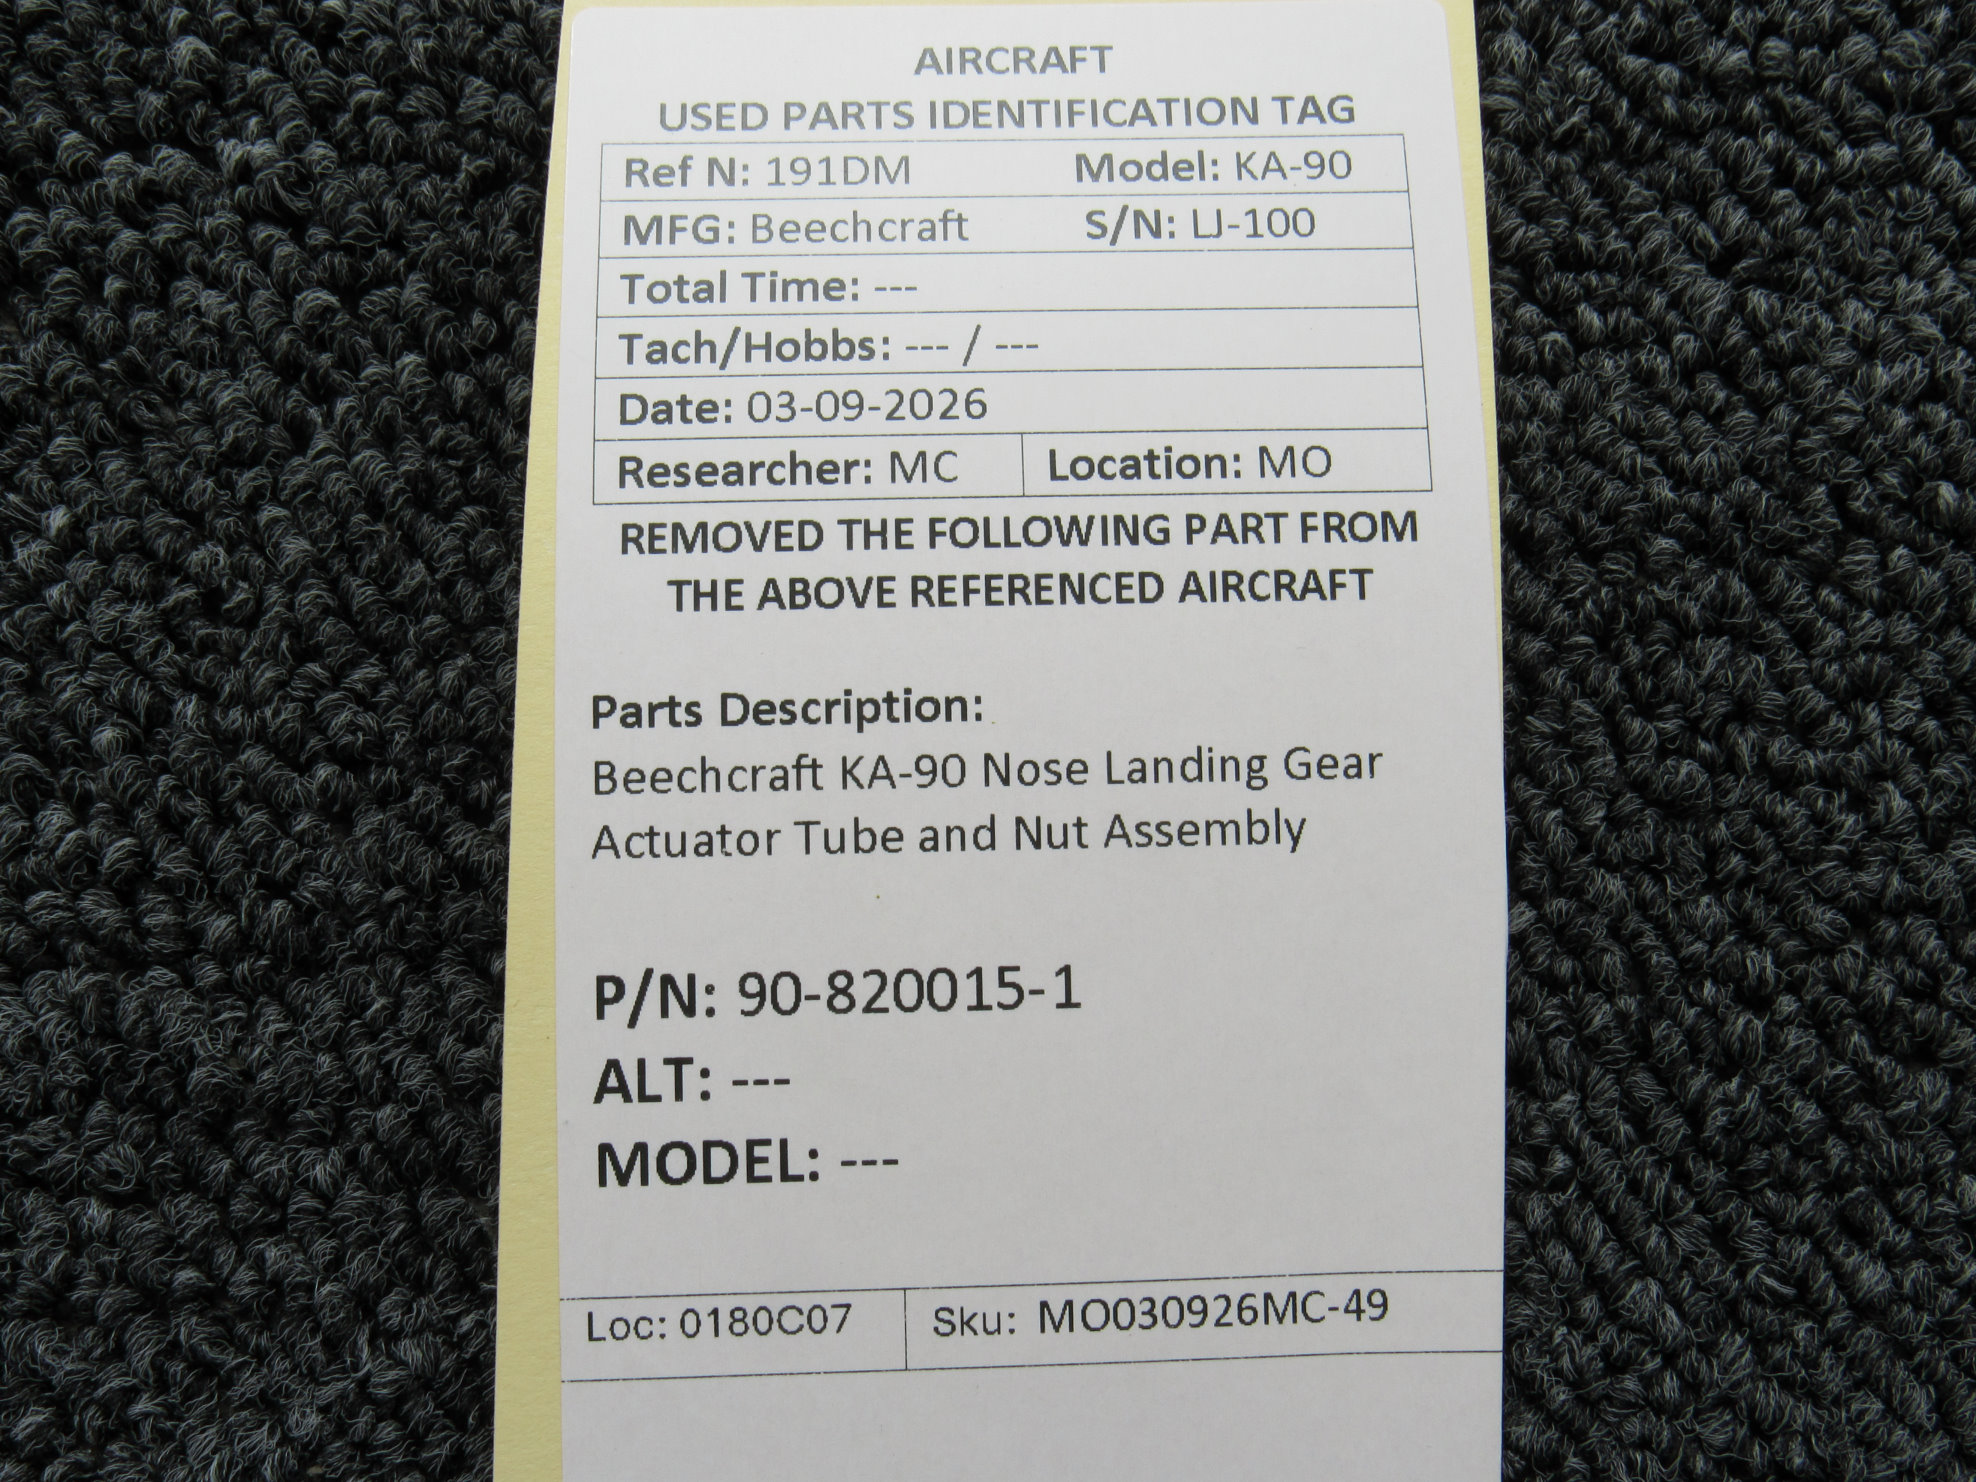 AIRCRAFT
USED PARTS IDENTIFICATION TAG
Ref N: 191DM Model: KA-90
MFG: Beechcraft S/N: LJ-100
Total Time: ---
Tach/Hobbs: --- / ---
Date: 03-09-2026
Researcher: MC Location: MO
REMOVED THE FOLLOWING PART FROM
THE ABOVE REFERENCED AIRCRAFT
Parts Description:
Beechcraft KA-90 Nose Landing Gear
Actuator Tube and Nut Assembly
P/N: 90-820015-1
ALT: ---
MODEL: ---
Loc: 0180C07 Sku: MO030926MC-49